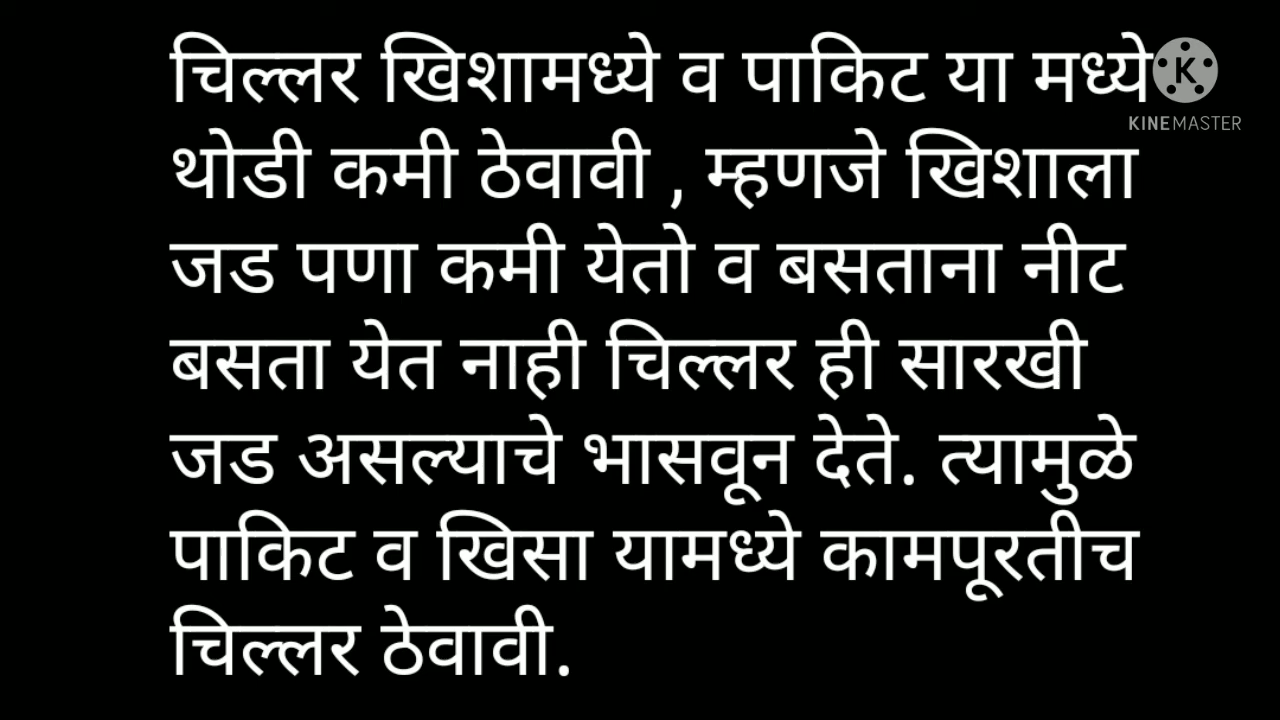 चिल्लर खिशामध्ये व पाकिट या मध्ये
KINEMASTER
थोडी कमी ठेवावी , म्हणजे खिशाला
जड पणा कमी येतो व बसताना नीट
बसता येत नाही चिल्लर ही सारखी
जड असल्याचे भासवून देते. त्यामुळे
पाकिट व खिसा यामध्ये कामपूरतीच
चिल्लर ठेवावी.